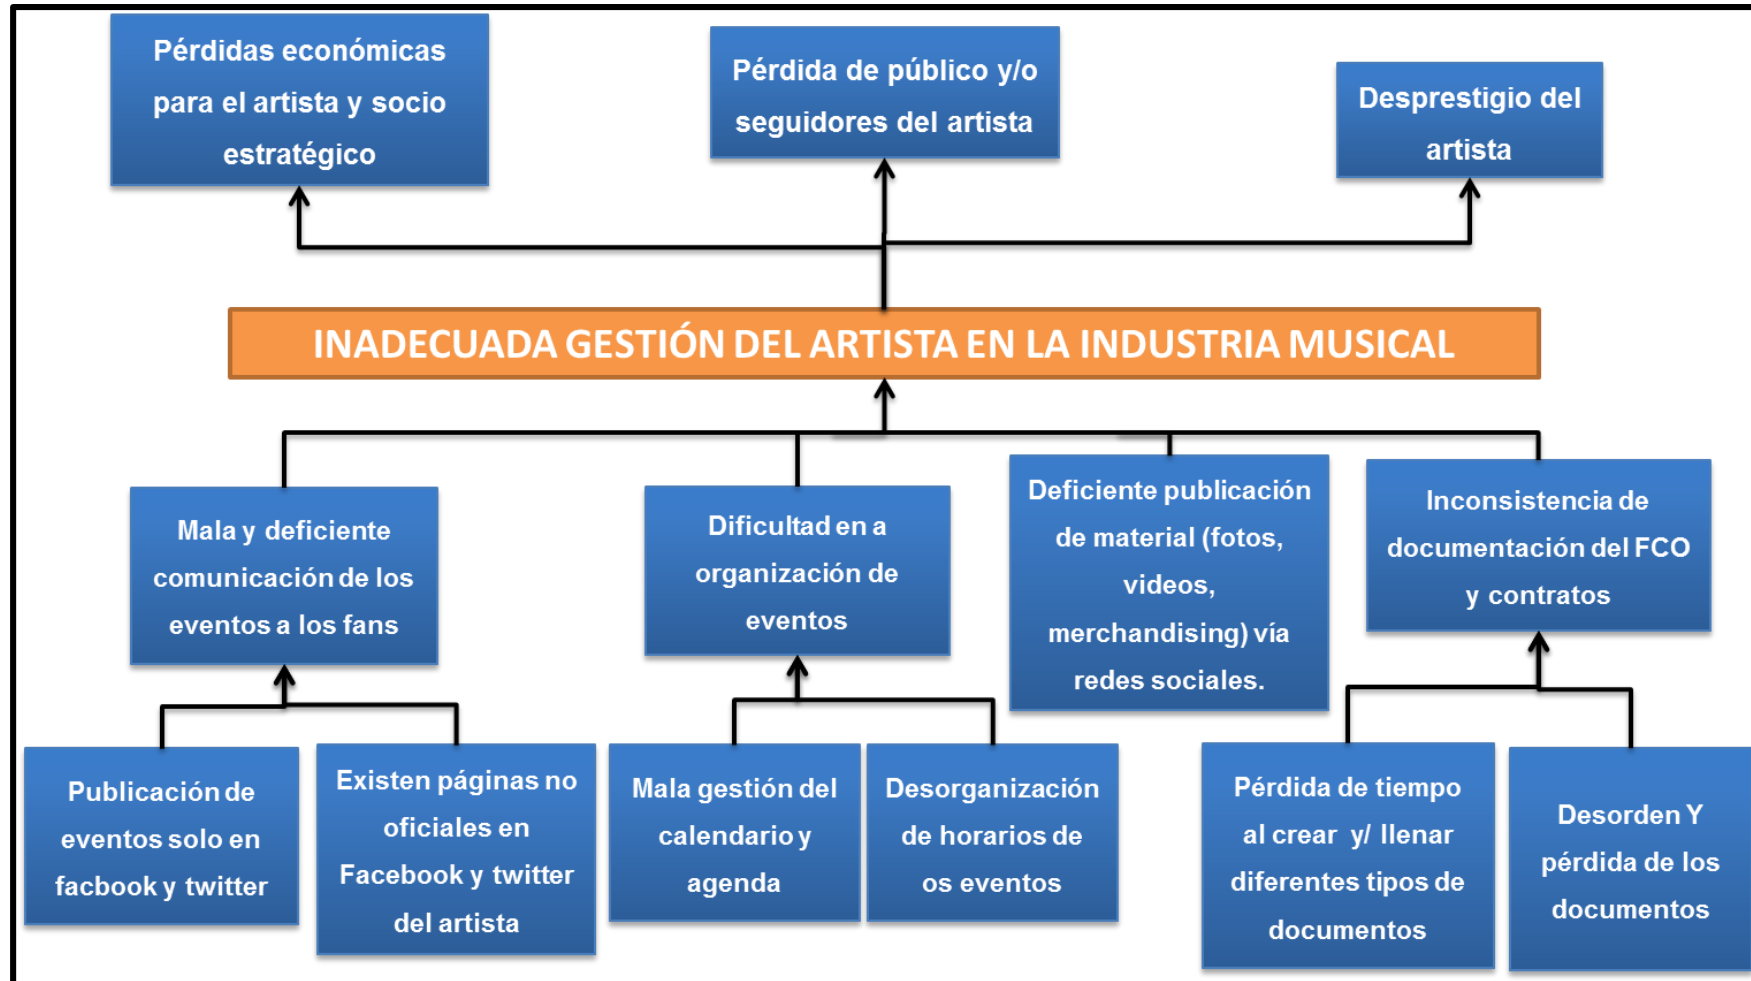 Pérdidas económicas
para el artista y socio
estratégico
Pérdida de público y/o
seguidores del artista
Desprestigio del
artista
INADECUADA GESTIÓN DEL ARTISTA EN LA INDUSTRIA MUSICAL
Mala y deficiente
comunicación de los
eventos a los fans
Dificultad en a
organización de
eventos
Deficiente publicación
de material (fotos,
videos,
merchandising) vía
redes sociales.
Inconsistencia de
documentación del FCO
y contratos
Publicación de
eventos solo en
facbook y twitter
Existen páginas no
oficiales en
Facebook y twitter
del artista
Mala gestión del
calendario y
agenda
Desorganización
de horarios de
os eventos
Pérdida de tiempo
al crear y/ llenar
diferentes tipos de
documentos
Desorden Y
pérdida de los
documentos